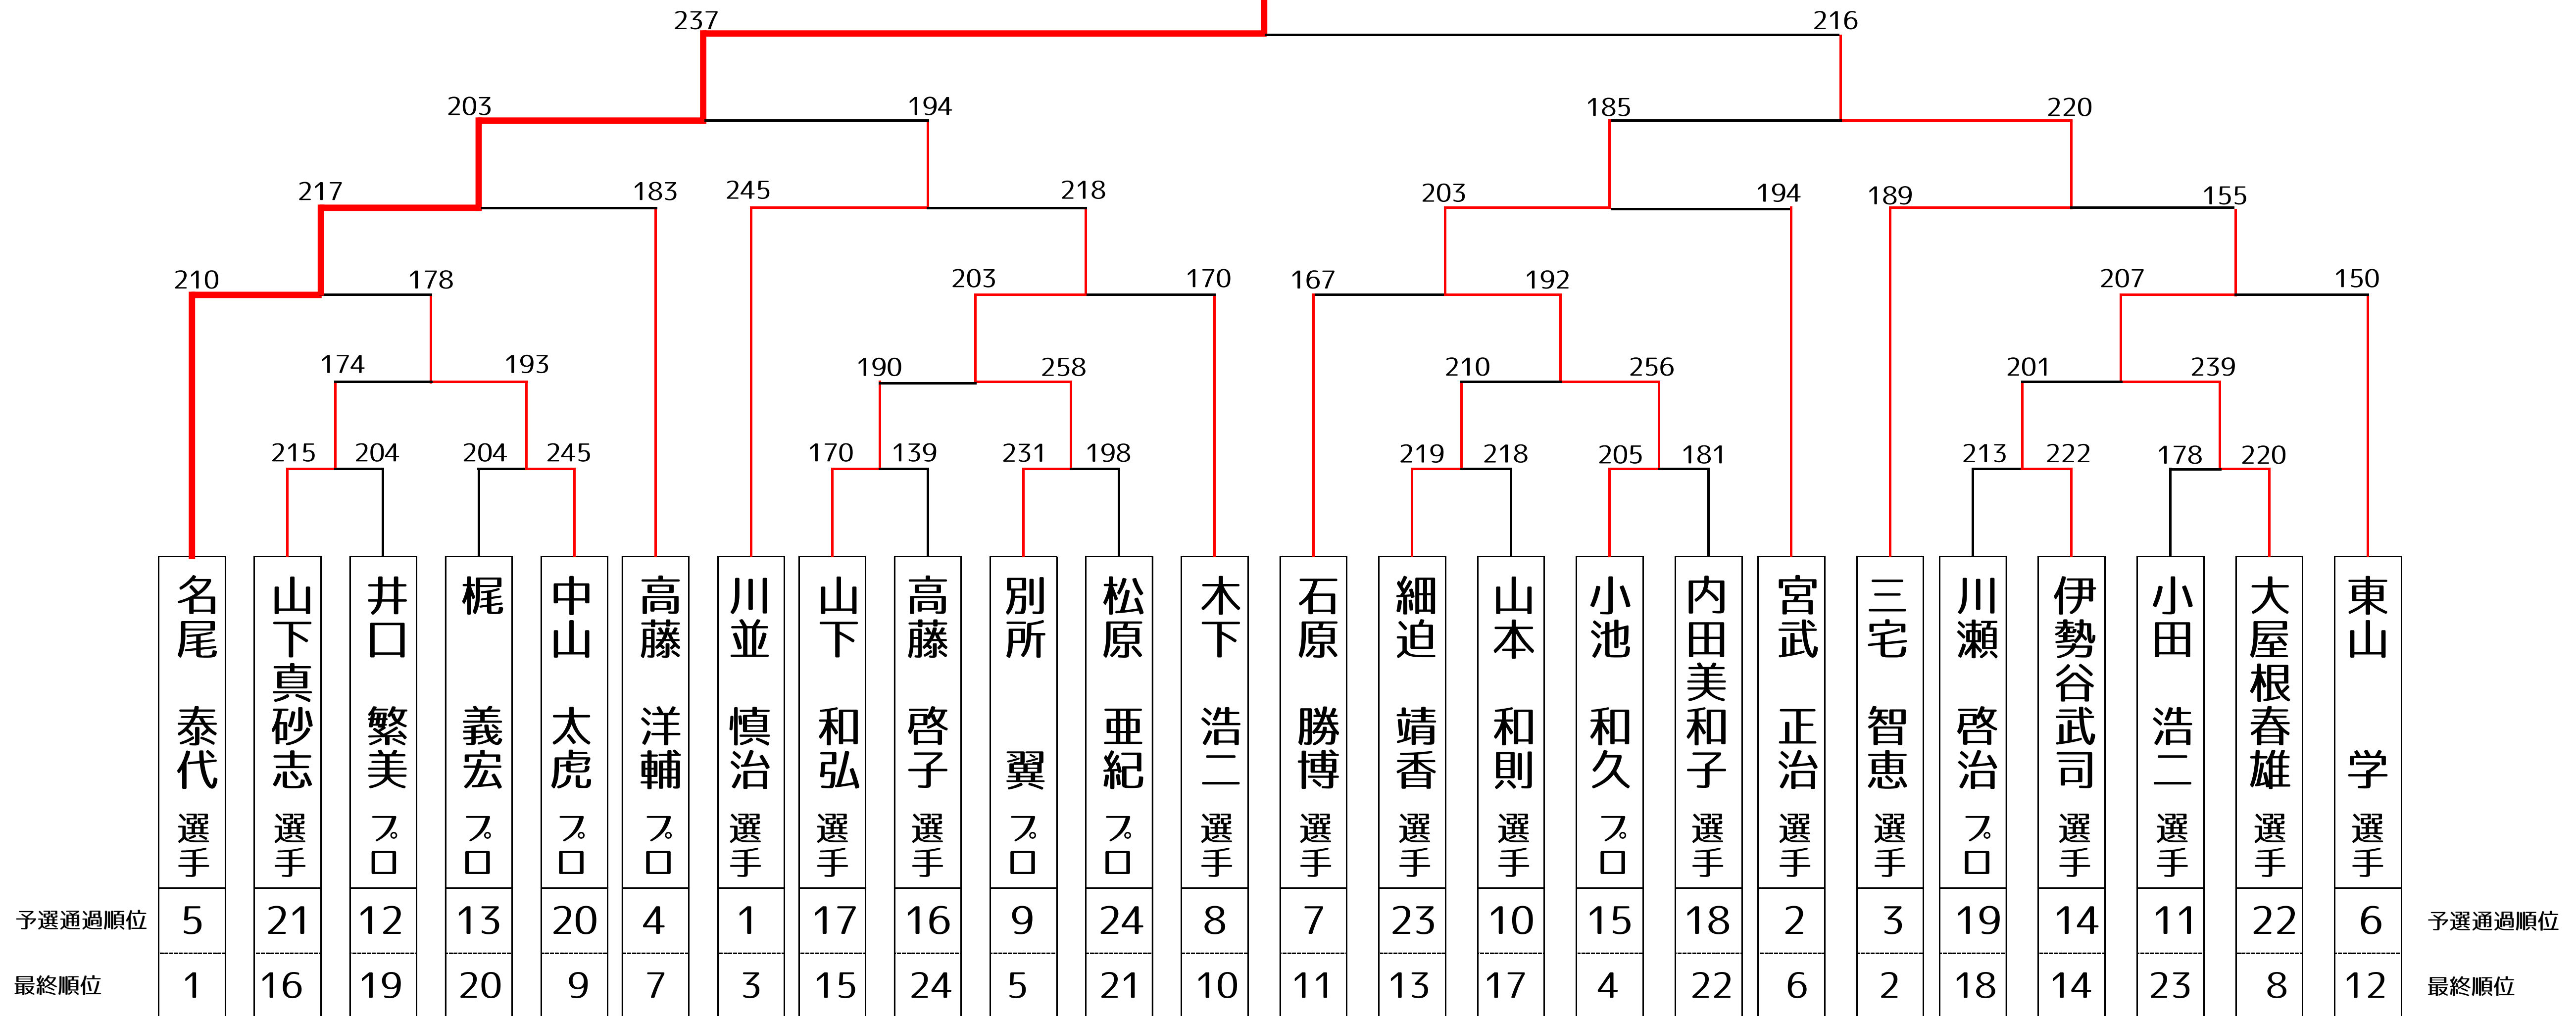 237 216
203 194 185 220
217 183 245 218 203 194 189 155
210 178 203 170 167 192 207 150
174 193 190 258 210 256 201 239
215 204 204 245 170 139 231 198 219 218 205 181 213 222 178 220
名尾 泰代 選手
山下真砂志 選手
井口 繁美 プロ
梶 義宏 プロ
中山 太虎 プロ
高藤 洋輔 プロ
川並 慎治 選手
山下 和弘 選手
高藤 啓子 選手
別所 翼 プロ
松原 亜紀 プロ
木下 浩二 選手
石原 勝博 選手
細迫 靖香 選手
山本 和則 選手
小池 和久 プロ
内田美和子 選手
宮武 正治 選手
三宅 智恵 選手
川瀬 啓治 プロ
伊勢谷武司 選手
小田 浩二 選手
大屋根春雄 選手
東山 学 選手
予選通過順位 5 21 12 13 20 4 1 17 16 9 24 8 7 23 10 15 18 2 3 19 14 11 22 6 予選通過順位
最終順位 1 16 19 20 9 7 3 15 24 5 21 10 11 13 17 4 22 6 2 18 14 23 8 12 最終順位